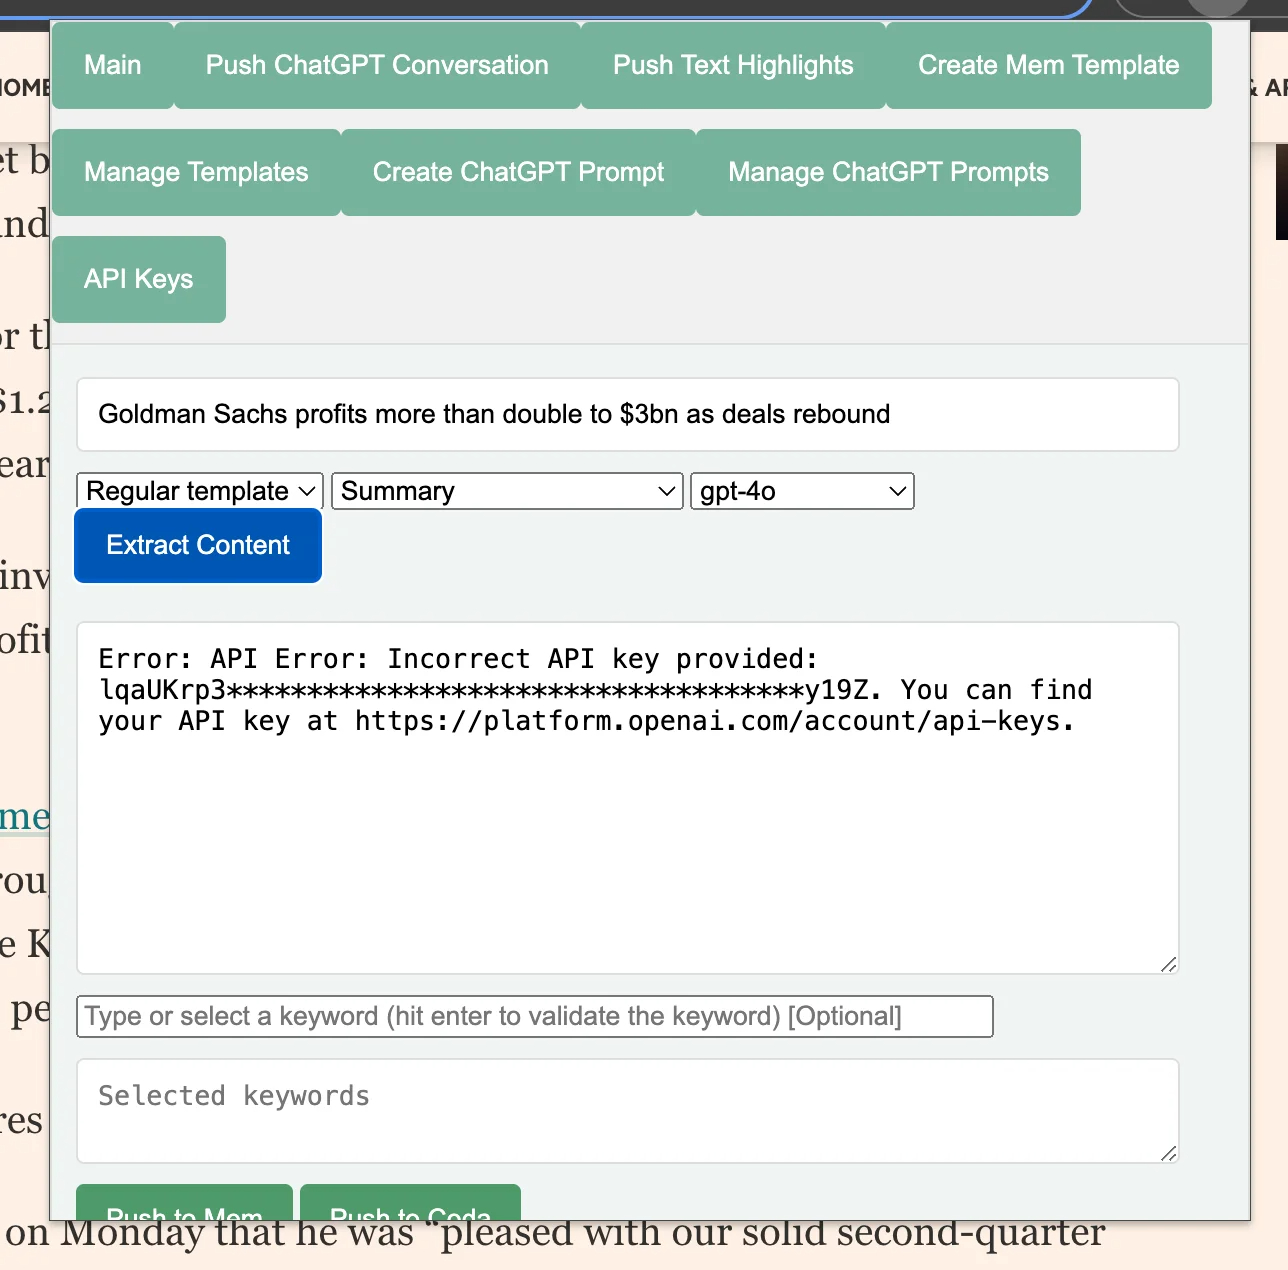 Main Push ChatGPT Conversation Push Text Highlights Create Mem Template
HOME
& AR
Manage Templates Create ChatGPT Prompt Manage ChatGPT Prompts
et b
and
API Keys
or th
$1.2
ear
Goldman Sachs profits more than double to $3bn as deals rebound
Regular template Summary gpt-4o
Extract Content
inv
ofit
Error: API Error: Incorrect API key provided:
lqaUKrp3************************************y19Z. You can find
your API key at https://platform.openai.com/account/api-keys.
me
rou
e K
pe
Type or select a keyword (hit enter to validate the keyword) [Optional]
Selected keywords
res
Push to Mem Push to Coda
on Monday that he was “pleased with our solid second-quarter